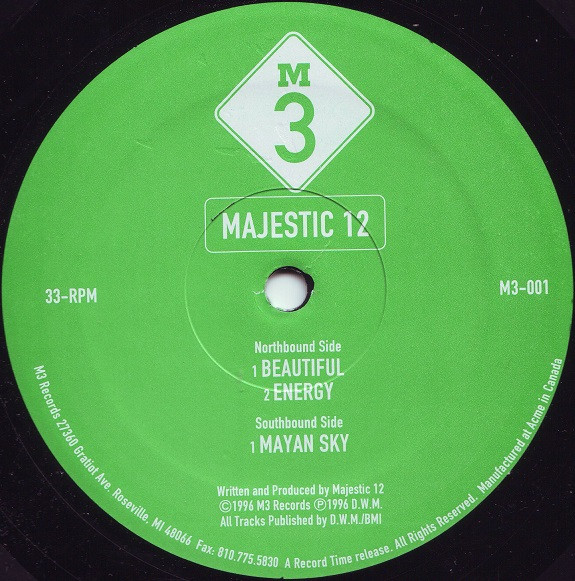 M
3
MAJESTIC 12
33-RPM
M3-001
Northbound Side
1 BEAUTIFUL
2 ENERGY
Southbound Side
1 MAYAN SKY
Written and Produced by Majestic 12
©1996 M3 Records ℗1996 D.W.M.
All Tracks Published by D.W.M./BMI
M3 Records 27360 Gratiot Ave. Roseville, MI 48066 Fax: 810.775.5830 A Record Time release. All Rights Reserved. Manufactured at Acme in Canada